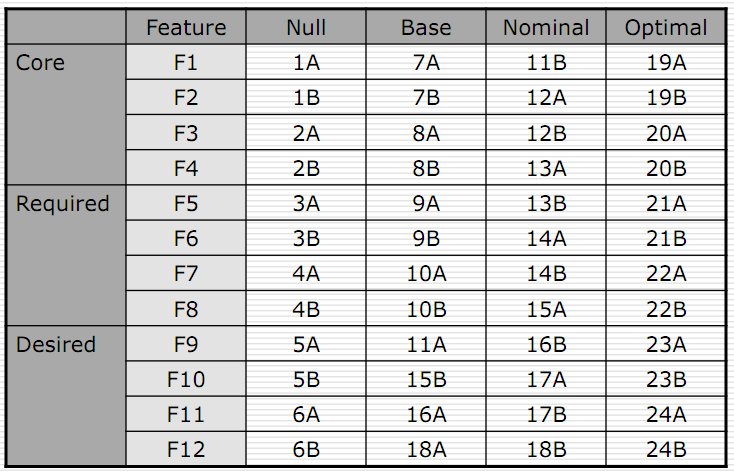 Feature Null Base Nominal Optimal
Core F1 1A 7A 11B 19A
F2 1B 7B 12A 19B
F3 2A 8A 12B 20A
F4 2B 8B 13A 20B
Required F5 3A 9A 13B 21A
F6 3B 9B 14A 21B
F7 4A 10A 14B 22A
F8 4B 10B 15A 22B
Desired F9 5A 11A 16B 23A
F10 5B 15B 17A 23B
F11 6A 16A 17B 24A
F12 6B 18A 18B 24B